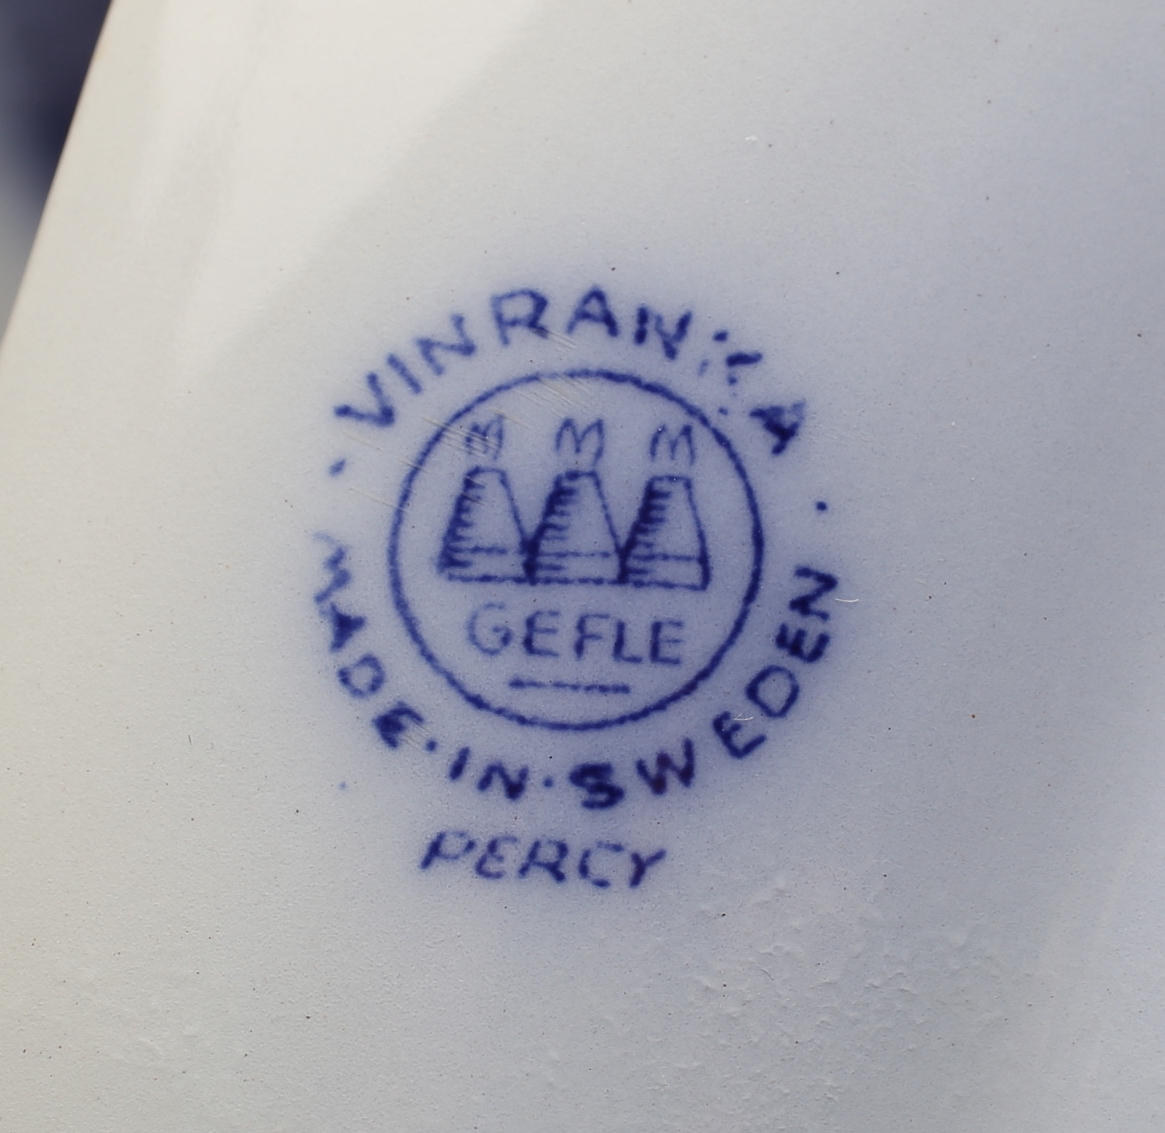 · VINRANKA ·
GEFLE
MADE·IN·SWEDEN
PERCY